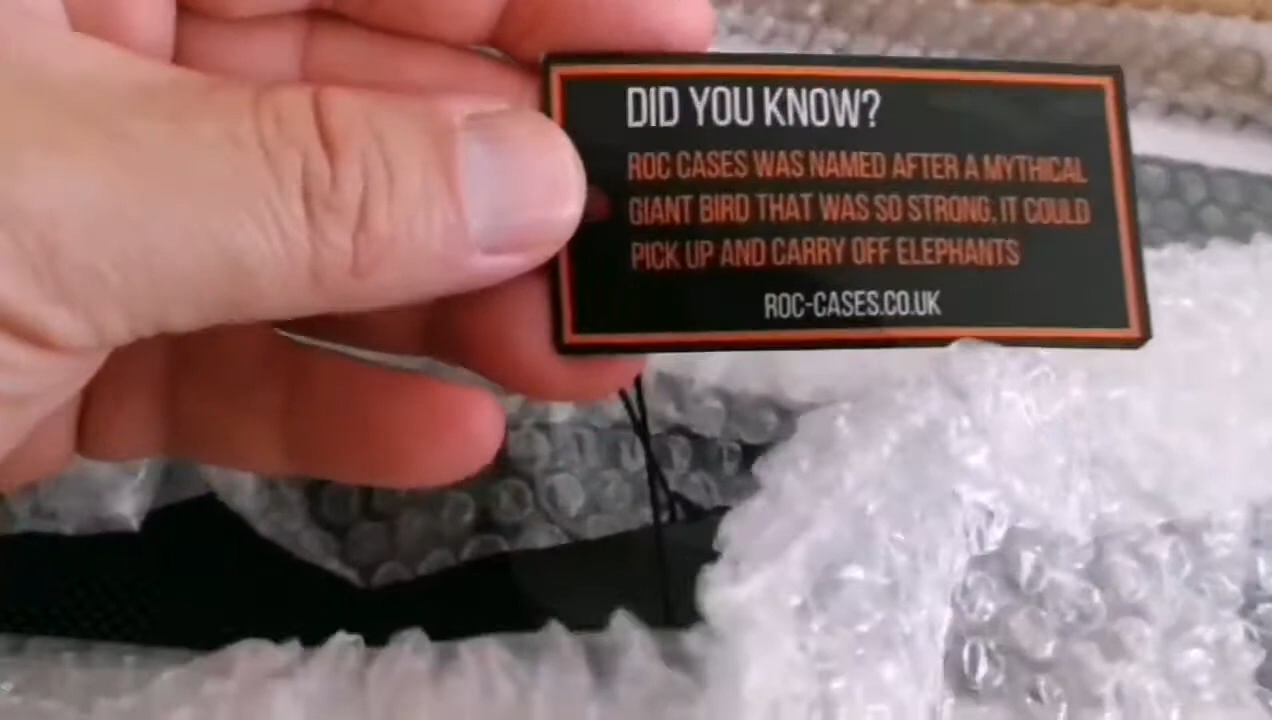 DID YOU KNOW?
ROC CASES WAS NAMED AFTER A MYTHICAL
GIANT BIRD THAT WAS SO STRONG, IT COULD
PICK UP AND CARRY OFF ELEPHANTS
ROC-CASES.CO.UK